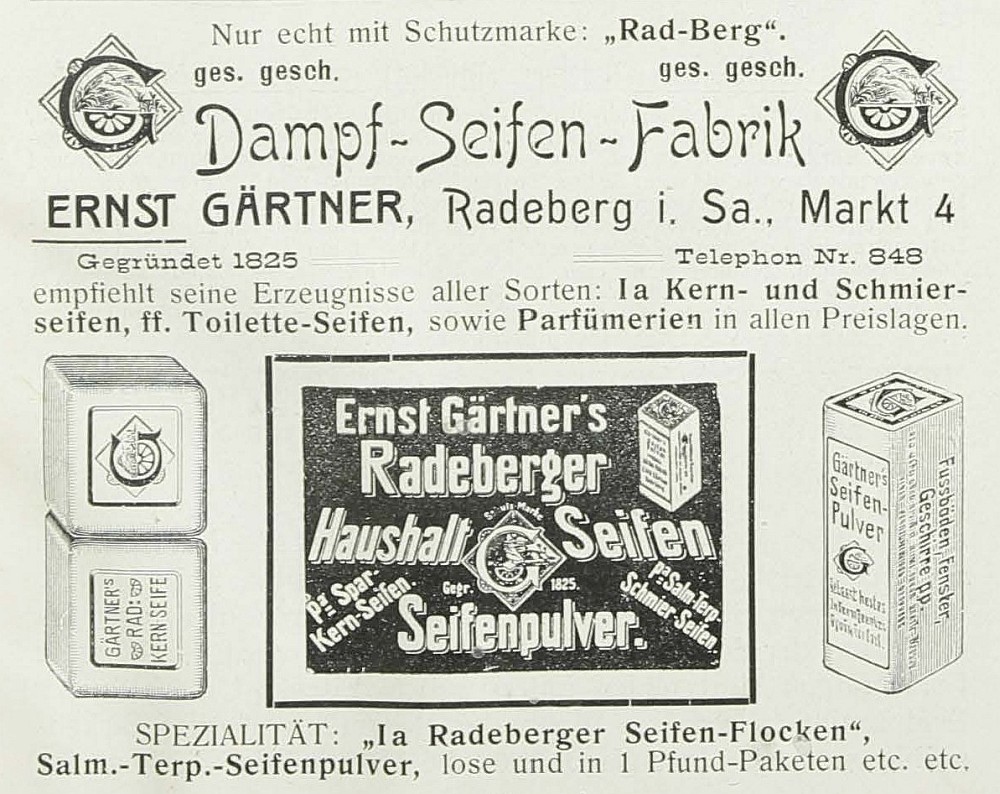 Nur echt mit Schutzmarke: „Rad-Berg“.
ges. gesch. ges. gesch.
Dampf-Seifen-Fabrik
ERNST GÄRTNER, Radeberg i. Sa., Markt 4
Gegründet 1825 Telephon Nr. 848
empfiehlt seine Erzeugnisse aller Sorten: Ia Kern- und Schmier-
seifen, ff. Toilette-Seifen, sowie Parfümerien in allen Preislagen.
G
GÄRTNER'S
RAD:
KERN-SEIFE
Ernst Gärtner's
Radeberger
Haushalt Seifen
Schutz-Marke
G
Gegr. 1825.
Pa Spar-
Kern-Seifen.
Pa Salm-Terp.
Schmier-Seifen.
Seifenpulver.
Gärtner's
Seifen-
Pulver
Fussböden, Fenster,
Geschirre pp.
SPEZIALITÄT: „Ia Radeberger Seifen-Flocken“,
Salm.-Terp.-Seifenpulver, lose und in 1 Pfund-Paketen etc. etc.